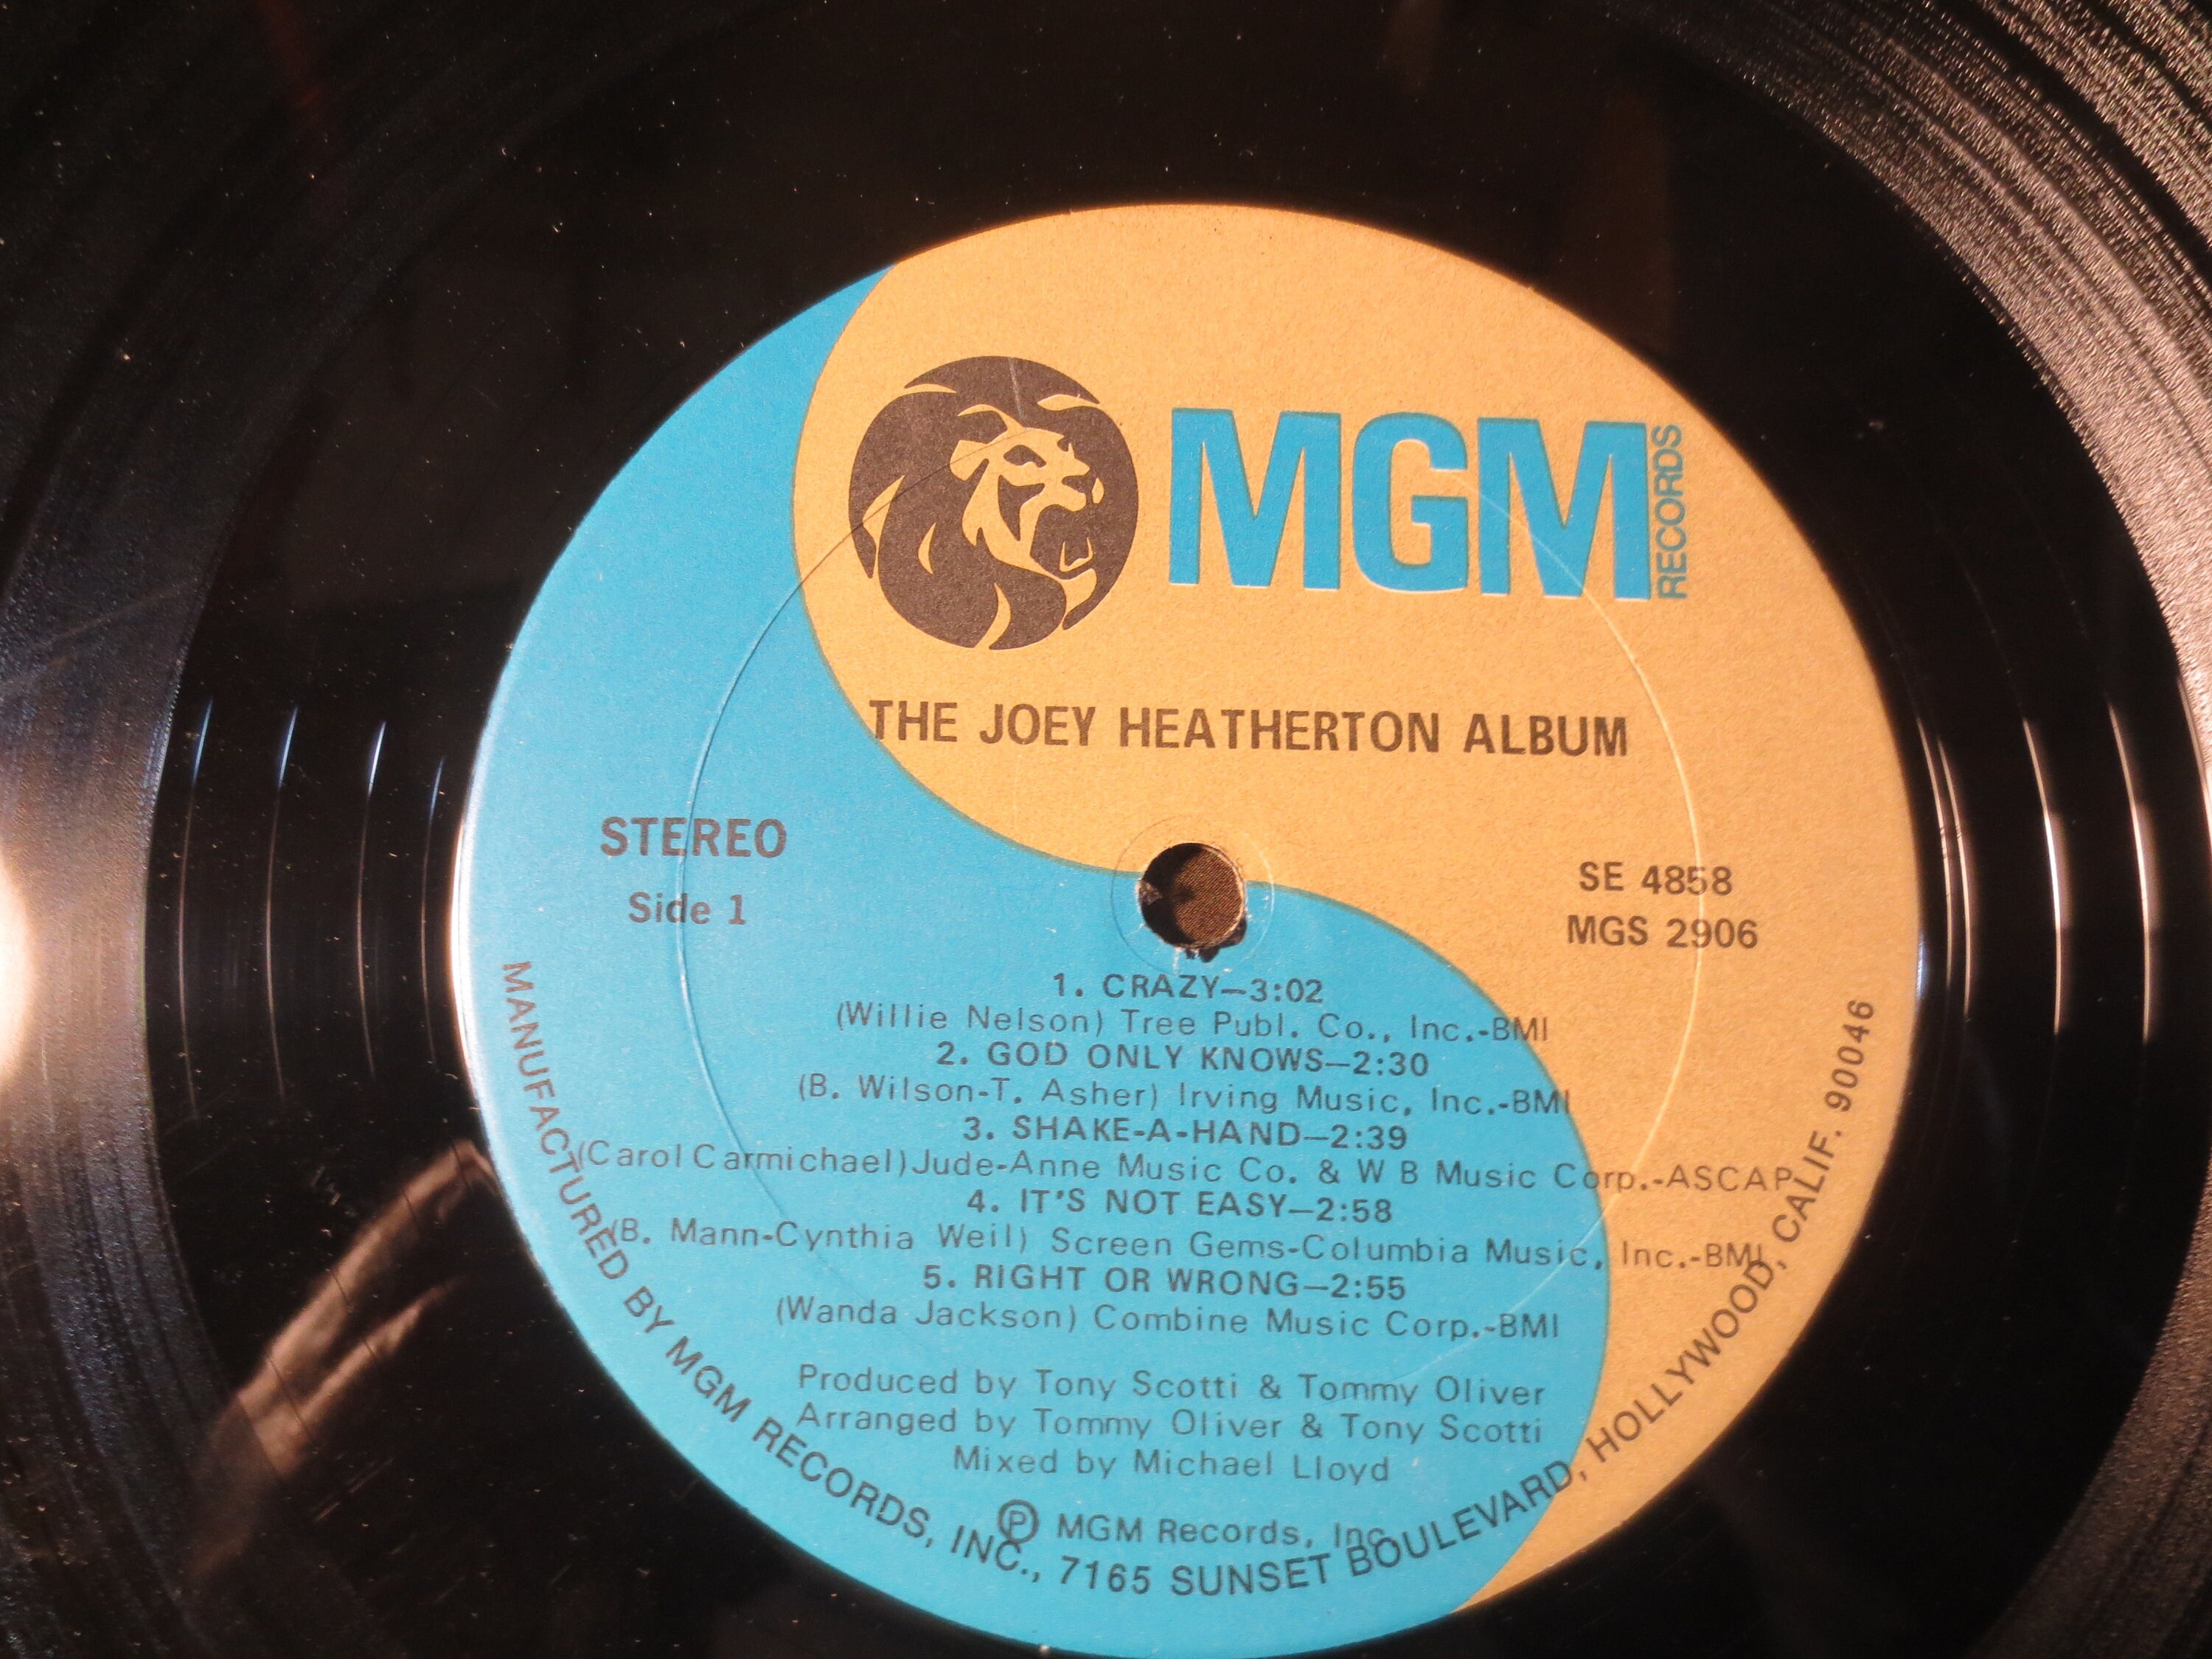 MGM RECORDS
THE JOEY HEATHERTON ALBUM
STEREO
Side 1
SE 4858
MGS 2906
1. CRAZY—3:02
(Willie Nelson) Tree Publ. Co., Inc.-BMI
2. GOD ONLY KNOWS—2:30
(B. Wilson-T. Asher) Irving Music, Inc.-BMI
3. SHAKE-A-HAND—2:39
(Carol Carmichael) Jude-Anne Music Co. & W B Music Corp.-ASCAP
4. IT'S NOT EASY—2:58
(B. Mann-Cynthia Weil) Screen Gems-Columbia Music, Inc.-BMI
5. RIGHT OR WRONG—2:55
(Wanda Jackson) Combine Music Corp.-BMI
Produced by Tony Scotti & Tommy Oliver
Arranged by Tommy Oliver & Tony Scotti
Mixed by Michael Lloyd
Ⓟ MGM Records, Inc.
MANUFACTURED BY MGM RECORDS, INC., 7165 SUNSET BOULEVARD, HOLLYWOOD, CALIF. 90046